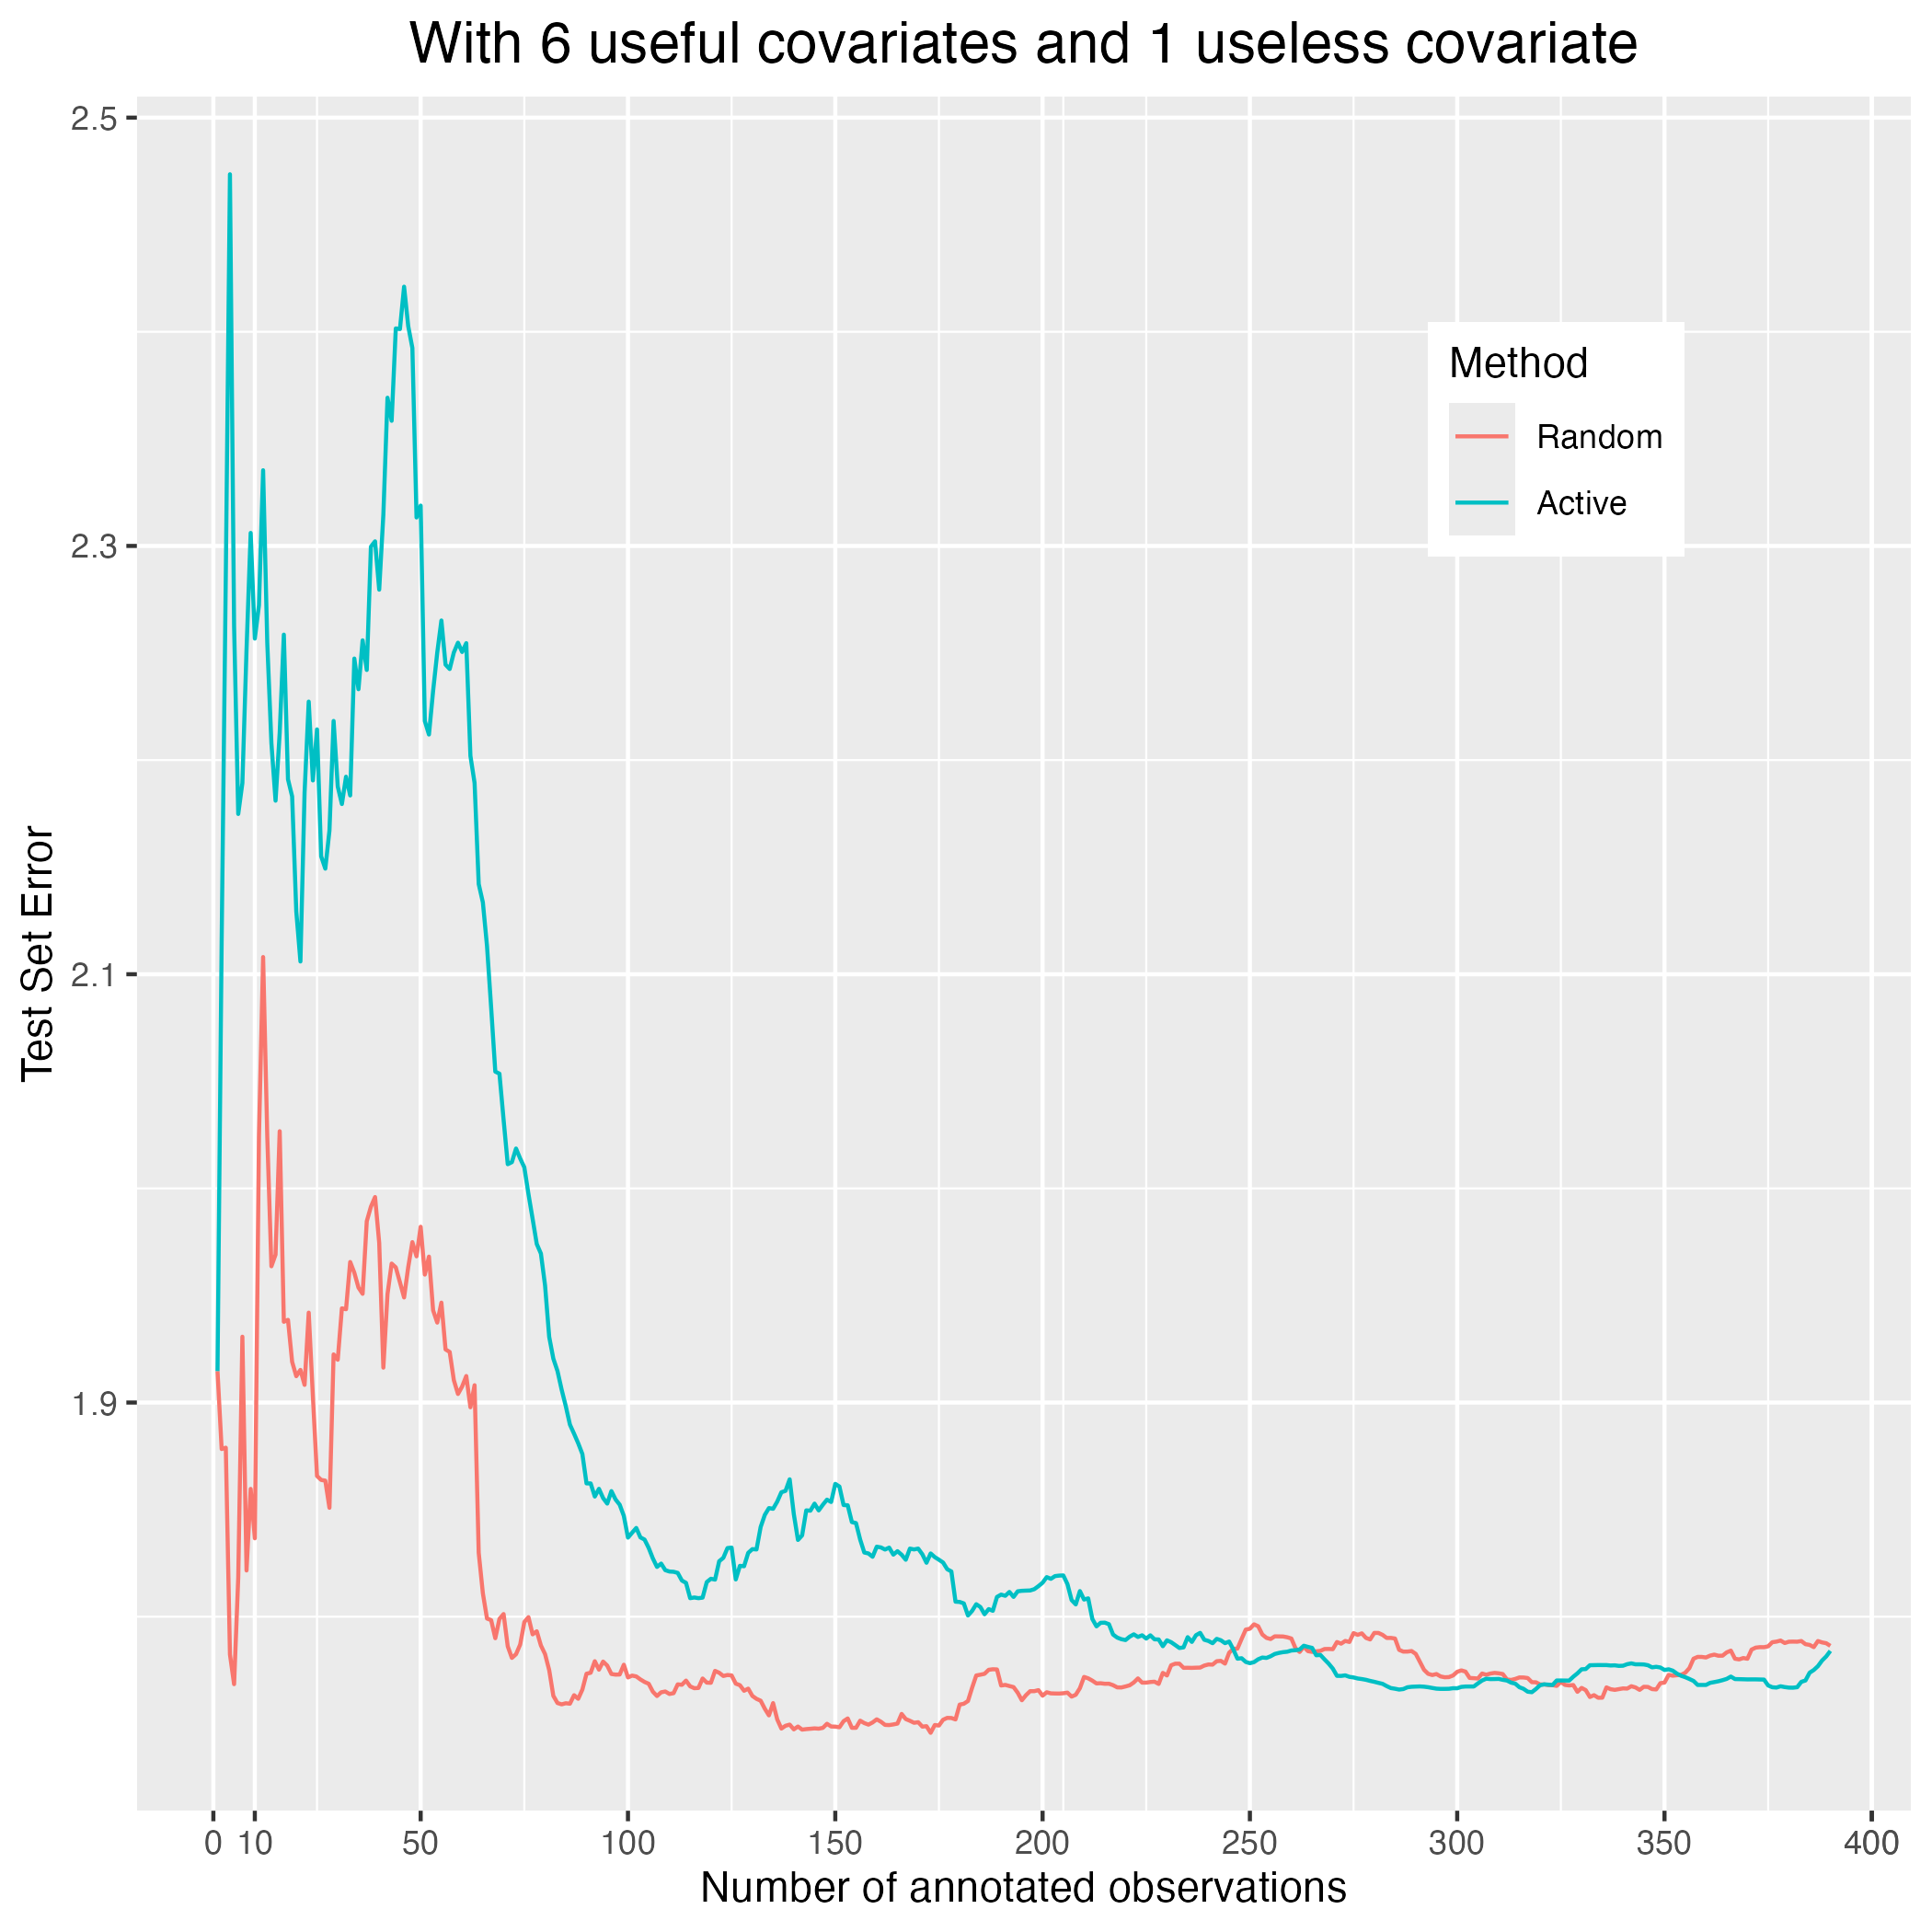 With 6 useful covariates and 1 useless covariate
2.5
2.3
2.1
1.9
Test Set Error
Method
Random
Active
0 10 50 100 150 200 250 300 350 400
Number of annotated observations